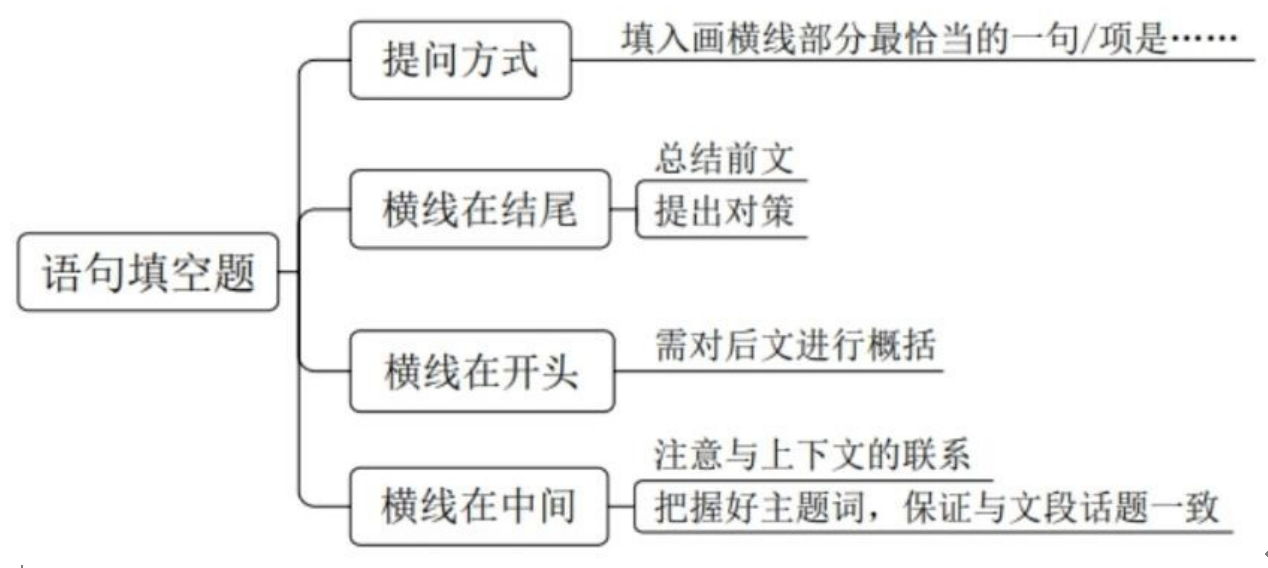 语句填空题
提问方式
填入画横线部分最恰当的一句/项是……
横线在结尾
总结前文
提出对策
横线在开头
需对后文进行概括
横线在中间
注意与上下文的联系
把握好主题词，保证与文段话题一致